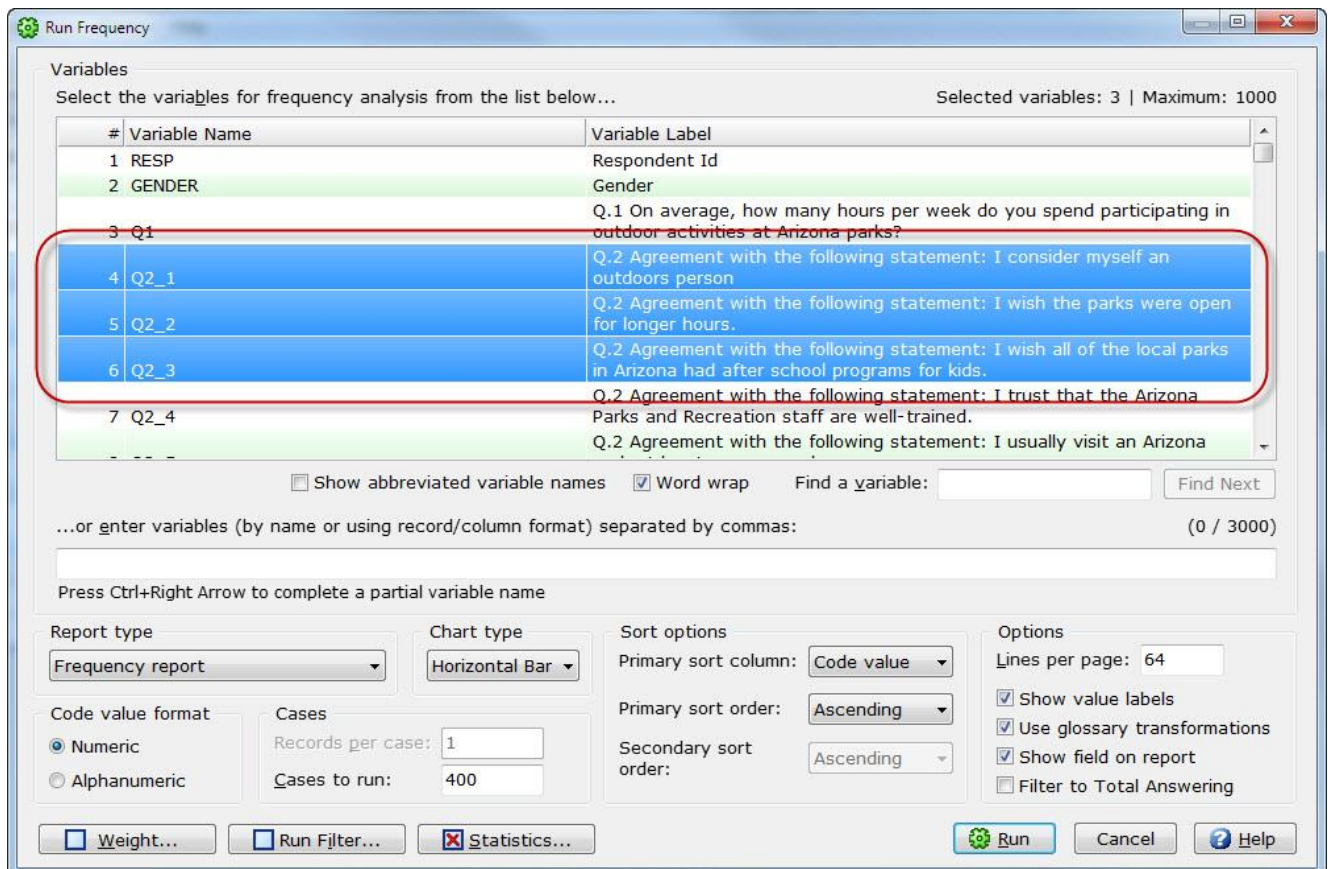 Run Frequency
Variables
Select the variables for frequency analysis from the list below... Selected variables: 3 | Maximum: 1000
# Variable Name Variable Label
1 RESP Respondent Id
2 GENDER Gender
Q.1 On average, how many hours per week do you spend participating in
3 Q1 outdoor activities at Arizona parks?
Q.2 Agreement with the following statement: I consider myself an
4 Q2_1 outdoors person
Q.2 Agreement with the following statement: I wish the parks were open
5 Q2_2 for longer hours.
Q.2 Agreement with the following statement: I wish all of the local parks
6 Q2_3 in Arizona had after school programs for kids.
Q.2 Agreement with the following statement: I trust that the Arizona
7 Q2_4 Parks and Recreation staff are well-trained.
Q.2 Agreement with the following statement: I usually visit an Arizona
Show abbreviated variable names Word wrap Find a variable: Find Next
...or enter variables (by name or using record/column format) separated by commas: (0 / 3000)
Press Ctrl+Right Arrow to complete a partial variable name
Report type Chart type Sort options Options
Frequency report Horizontal Bar Primary sort column: Code value Lines per page: 64
Code value format Cases Primary sort order: Ascending Show value labels
Numeric Records per case: 1 Use glossary transformations
Secondary sort
order: Ascending Show field on report
Alphanumeric Cases to run: 400 Filter to Total Answering
Weight... Run Filter... Statistics... Run Cancel Help